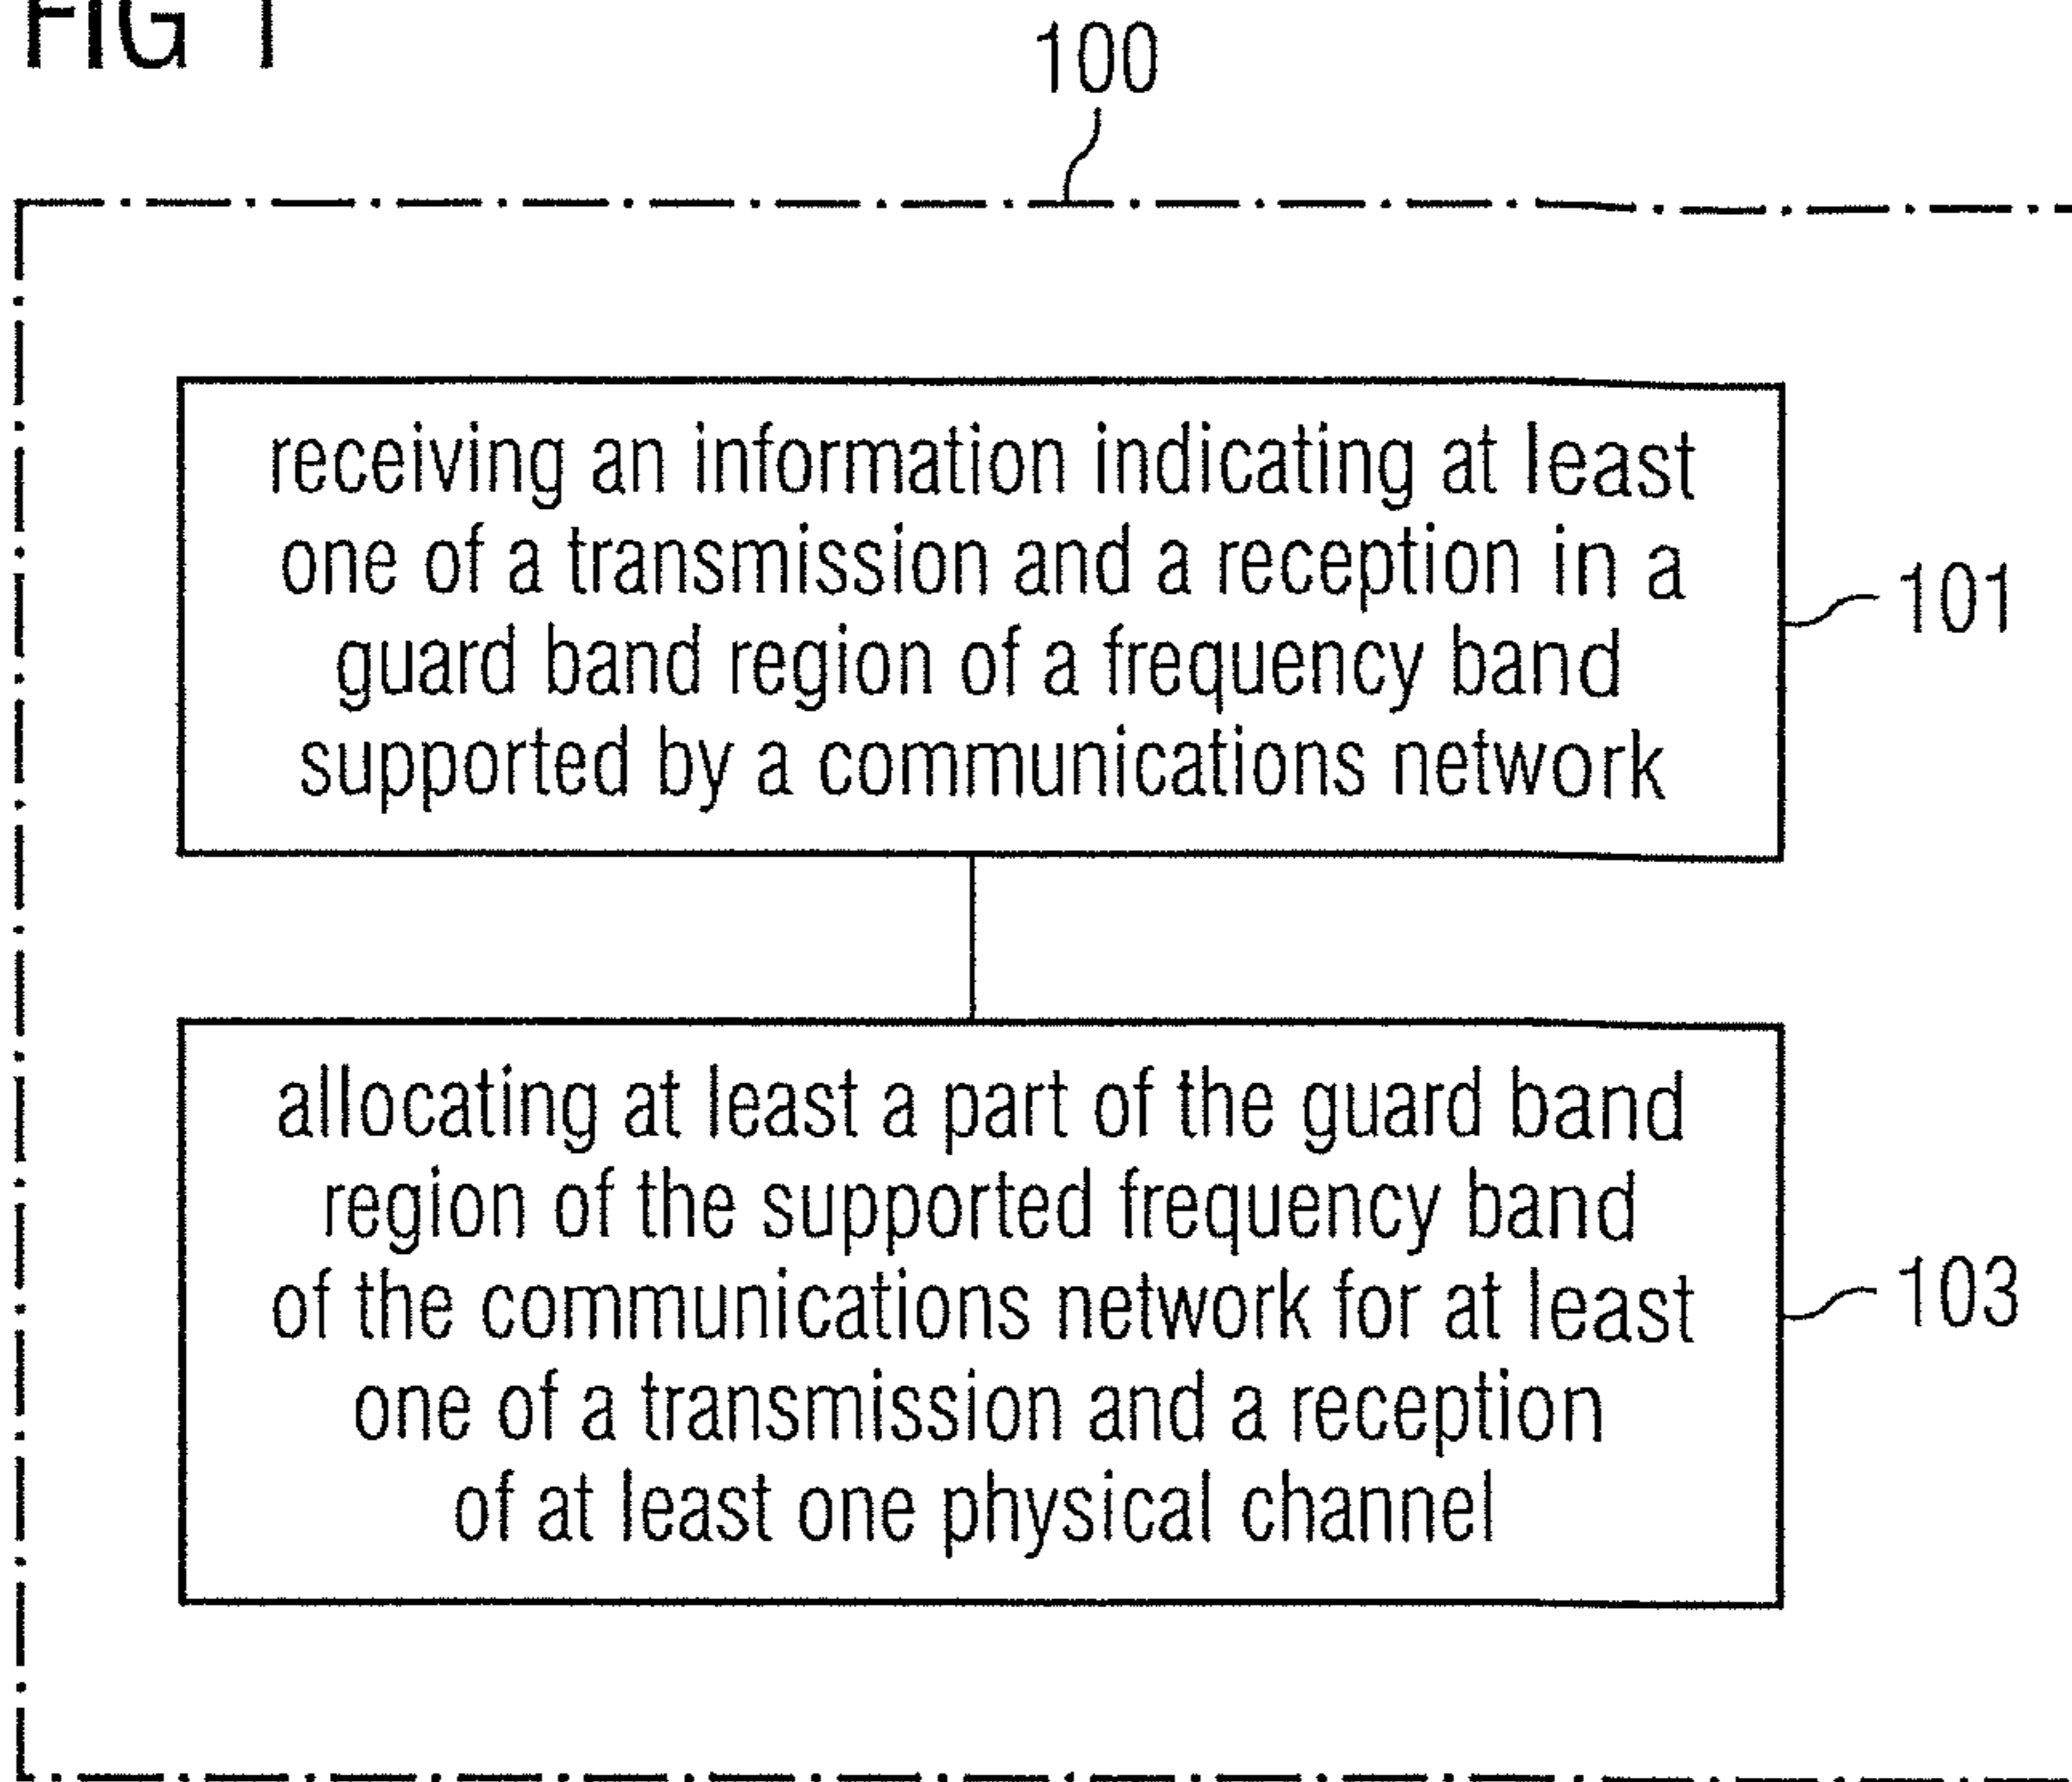 FIG 1
100
receiving an information indicating at least
one of a transmission and a reception in a
guard band region of a frequency band
supported by a communications network
101
allocating at least a part of the guard band
region of the supported frequency band
of the communications network for at least
one of a transmission and a reception
of at least one physical channel
103